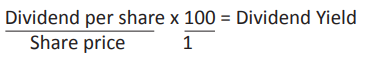 Dividend per share x 100 = Dividend Yield
Share price 1